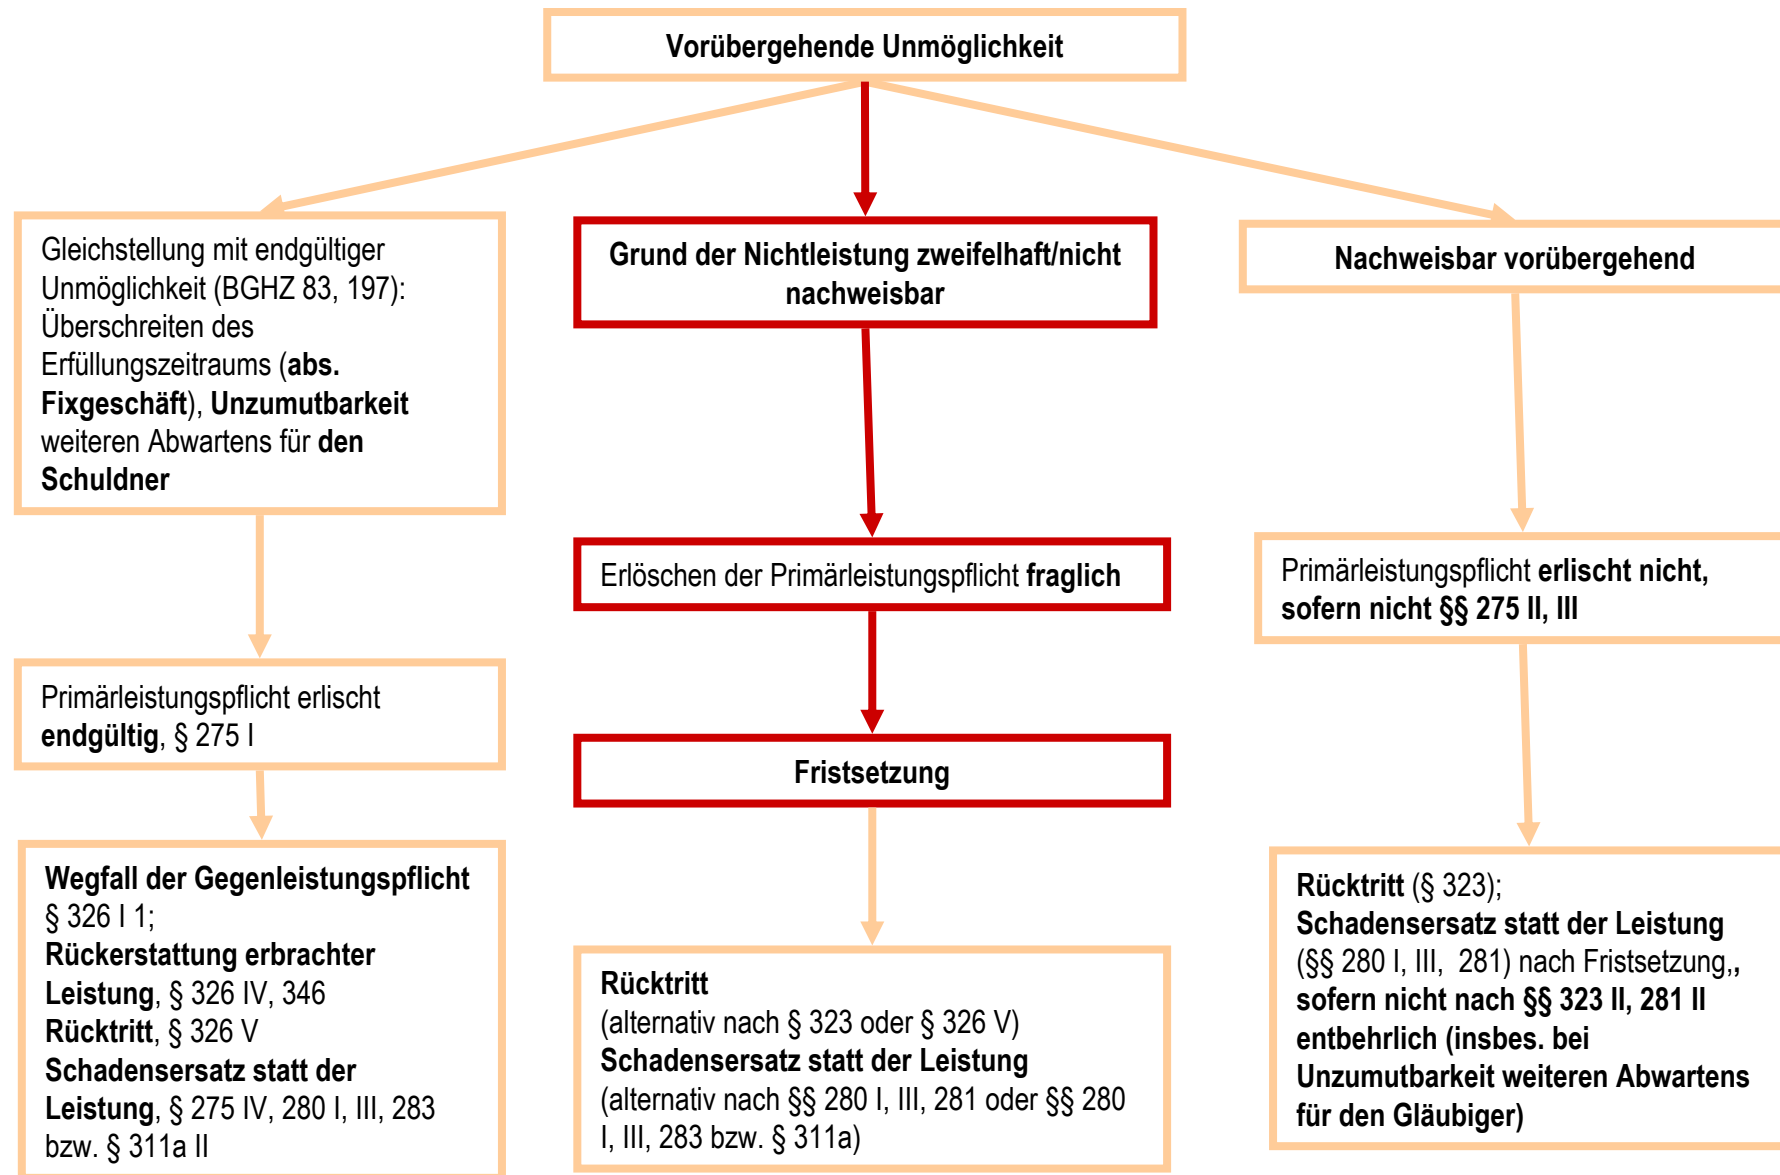 Vorübergehende Unmöglichkeit
Gleichstellung mit endgültiger
Unmöglichkeit (BGHZ 83, 197):
Überschreiten des
Erfüllungszeitraums (abs.
Fixgeschäft), Unzumutbarkeit
weiteren Abwartens für den
Schuldner
Primärleistungspflicht erlischt
endgültig, § 275 I
Wegfall der Gegenleistungspflicht
§ 326 I 1;
Rückerstattung erbrachter
Leistung, § 326 IV, 346
Rücktritt, § 326 V
Schadensersatz statt der
Leistung, § 275 IV, 280 I, III, 283
bzw. § 311a II
Grund der Nichtleistung zweifelhaft/nicht
nachweisbar
Erlöschen der Primärleistungspflicht fraglich
Fristsetzung
Rücktritt
(alternativ nach § 323 oder § 326 V)
Schadensersatz statt der Leistung
(alternativ nach §§ 280 I, III, 281 oder §§ 280
I, III, 283 bzw. § 311a)
Nachweisbar vorübergehend
Primärleistungspflicht erlischt nicht,
sofern nicht §§ 275 II, III
Rücktritt (§ 323);
Schadensersatz statt der Leistung
(§§ 280 I, III, 281) nach Fristsetzung,,
sofern nicht nach §§ 323 II, 281 II
entbehrlich (insbes. bei
Unzumutbarkeit weiteren Abwartens
für den Gläubiger)